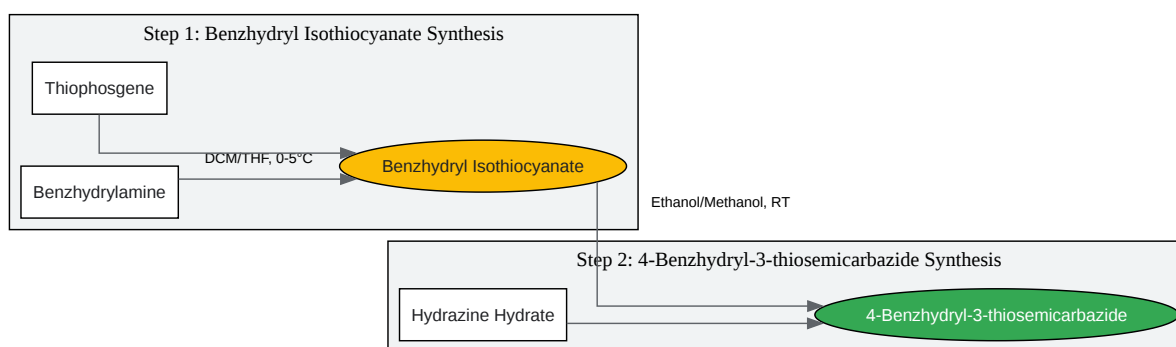 Step 1: Benzhydryl Isothiocyanate Synthesis
Thiophosgene
DCM/THF, 0-5°C
Benzhydrylamine
Benzhydryl Isothiocyanate
Ethanol/Methanol, RT
Step 2: 4-Benzhydryl-3-thiosemicarbazide Synthesis
Hydrazine Hydrate
4-Benzhydryl-3-thiosemicarbazide